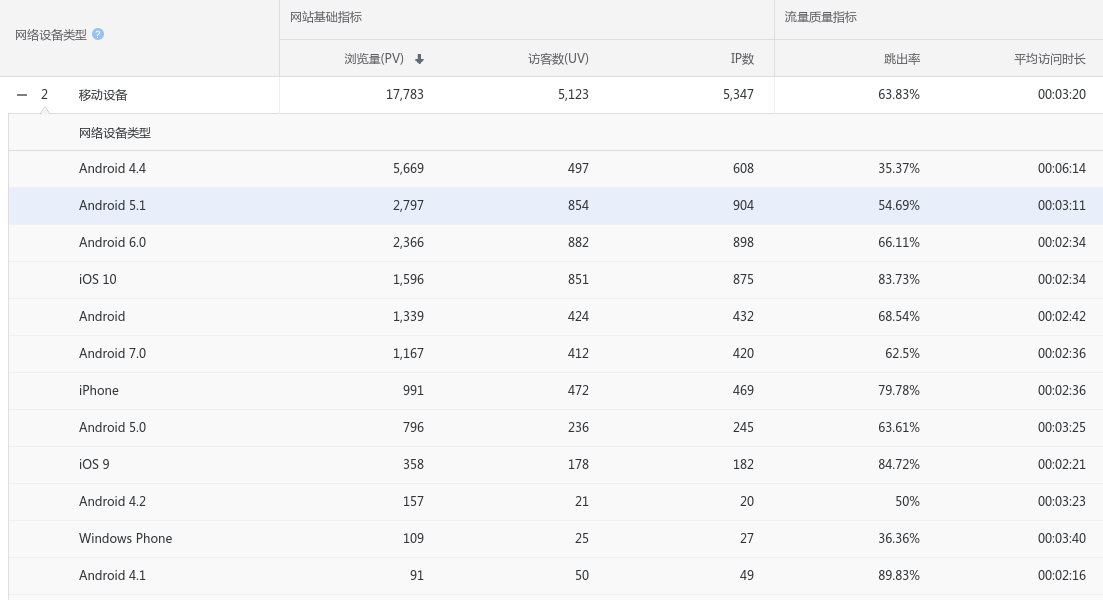 网络设备类型 ? 网站基础指标 流量质量指标
浏览量(PV) 访客数(UV) IP数 跳出率 平均访问时长
2 移动设备 17,783 5,123 5,347 63.83% 00:03:20
网络设备类型
Android 4.4 5,669 497 608 35.37% 00:06:14
Android 5.1 2,797 854 904 54.69% 00:03:11
Android 6.0 2,366 882 898 66.11% 00:02:34
iOS 10 1,596 851 875 83.73% 00:02:34
Android 1,339 424 432 68.54% 00:02:42
Android 7.0 1,167 412 420 62.5% 00:02:36
iPhone 991 472 469 79.78% 00:02:36
Android 5.0 796 236 245 63.61% 00:03:25
iOS 9 358 178 182 84.72% 00:02:21
Android 4.2 157 21 20 50% 00:03:23
Windows Phone 109 25 27 36.36% 00:03:40
Android 4.1 91 50 49 89.83% 00:02:16